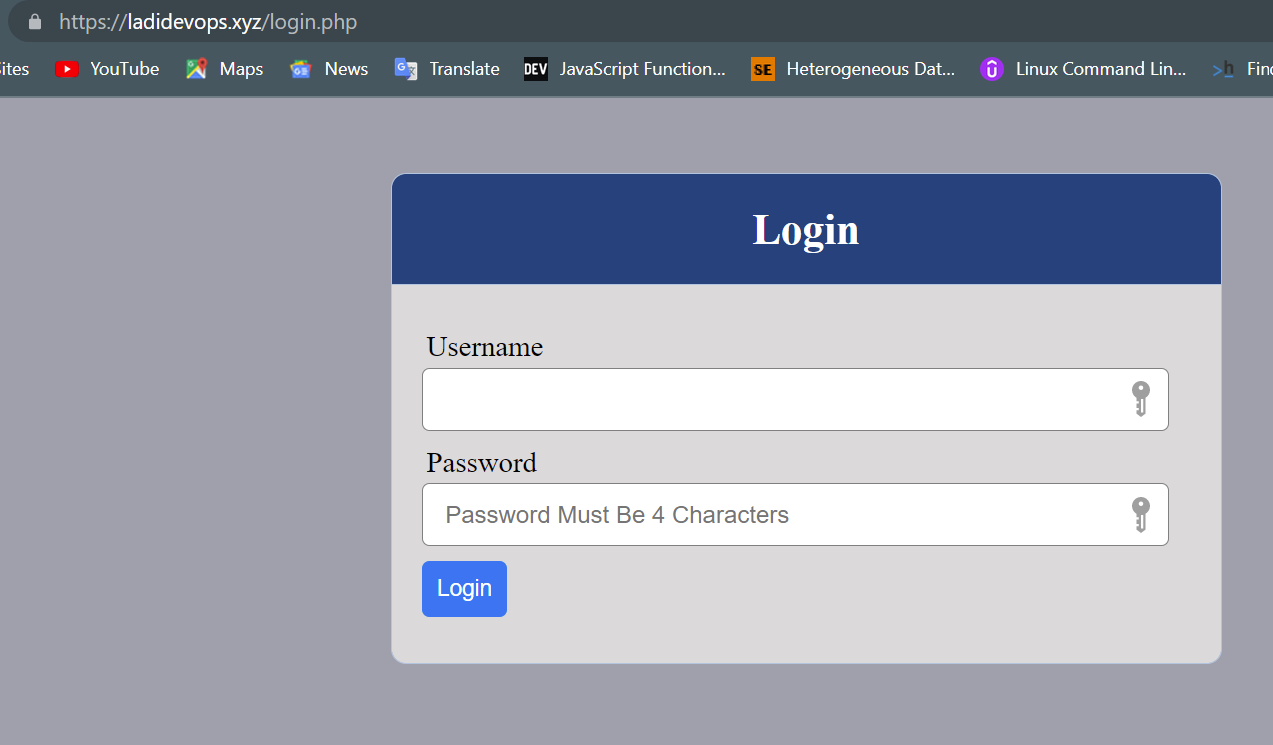 https://ladidevops.xyz/login.php
ites YouTube Maps News Translate DEV JavaScript Function... SE Heterogeneous Dat... Linux Command Lin... >h Find
Login
Username
Password
Password Must Be 4 Characters
Login